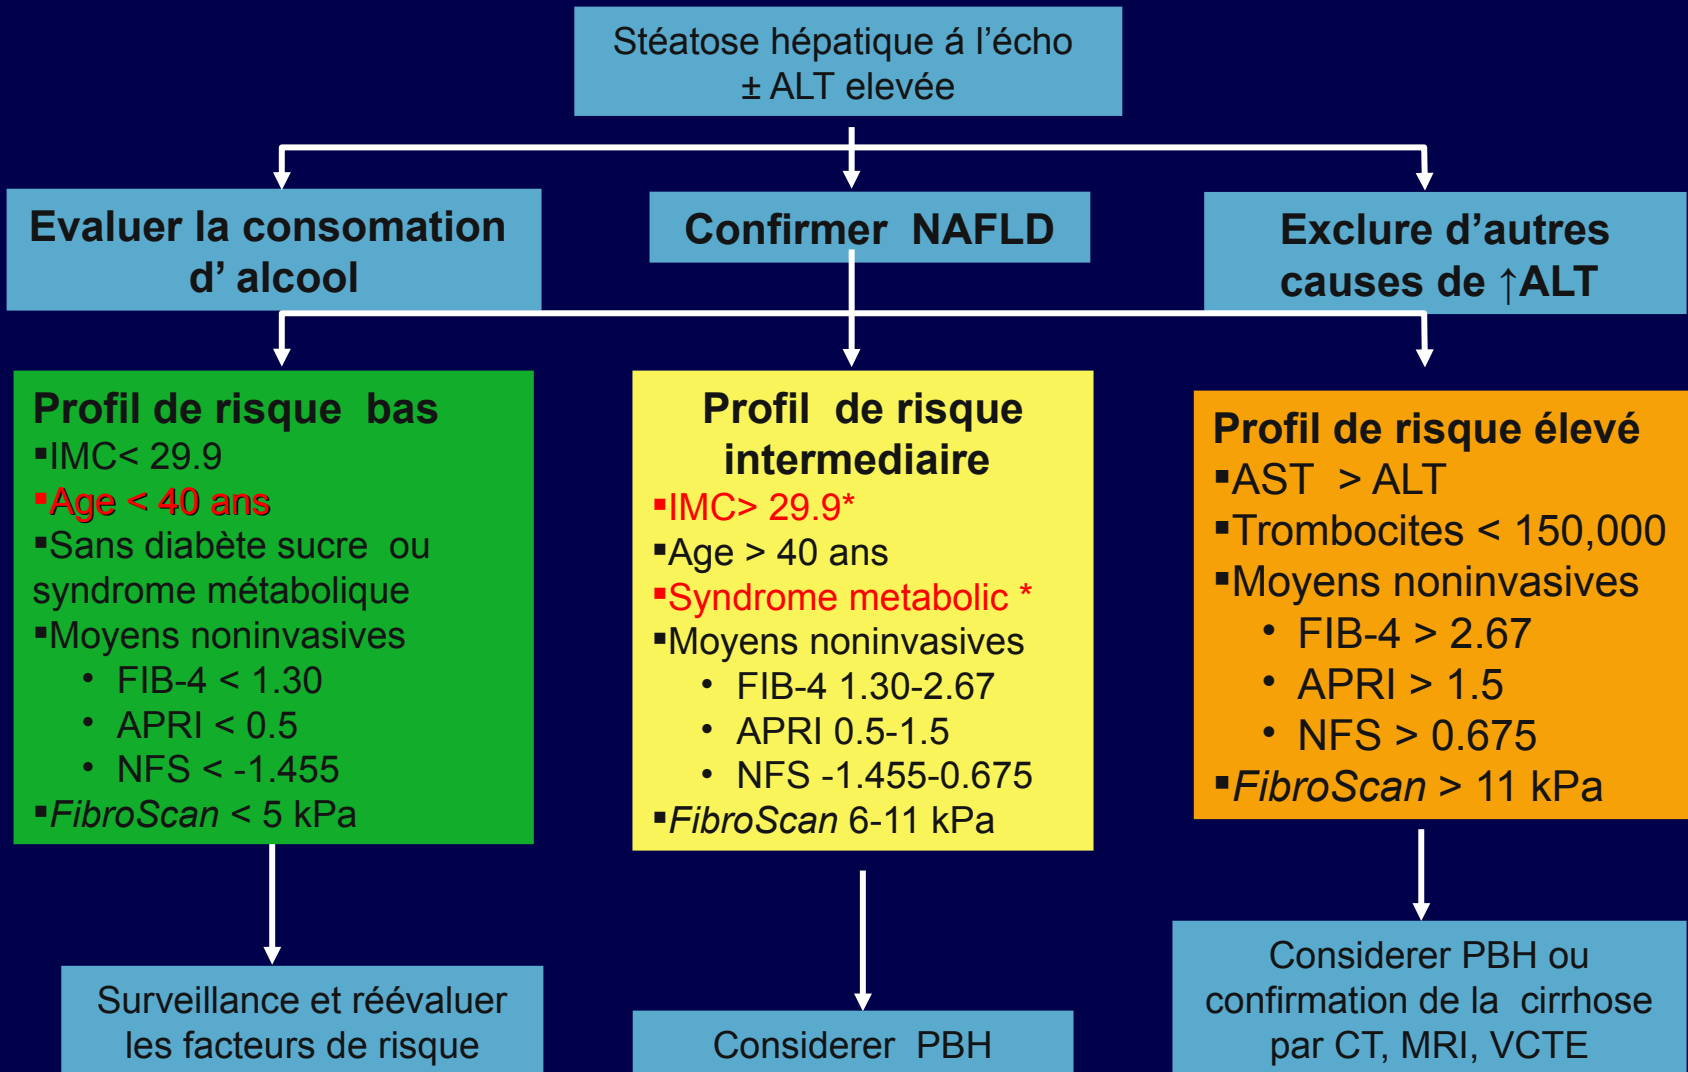 Stéatose hépatique á l'écho
± ALT elevée
Evaluer la consomation
d' alcool
Confirmer NAFLD
Exclure d'autres
causes de ↑ALT
Profil de risque bas
▪IMC< 29.9
▪Age < 40 ans
▪Sans diabète sucre ou
syndrome métabolique
▪Moyens noninvasives
• FIB-4 < 1.30
• APRI < 0.5
• NFS < -1.455
▪FibroScan < 5 kPa
Profil de risque
intermediaire
▪IMC> 29.9*
▪Age > 40 ans
▪Syndrome metabolic *
▪Moyens noninvasives
• FIB-4 1.30-2.67
• APRI 0.5-1.5
• NFS -1.455-0.675
▪FibroScan 6-11 kPa
Profil de risque élevé
▪AST > ALT
▪Trombocites < 150,000
▪Moyens noninvasives
• FIB-4 > 2.67
• APRI > 1.5
• NFS > 0.675
▪FibroScan > 11 kPa
Surveillance et réévaluer
les facteurs de risque
Considerer PBH
Considerer PBH ou
confirmation de la cirrhose
par CT, MRI, VCTE